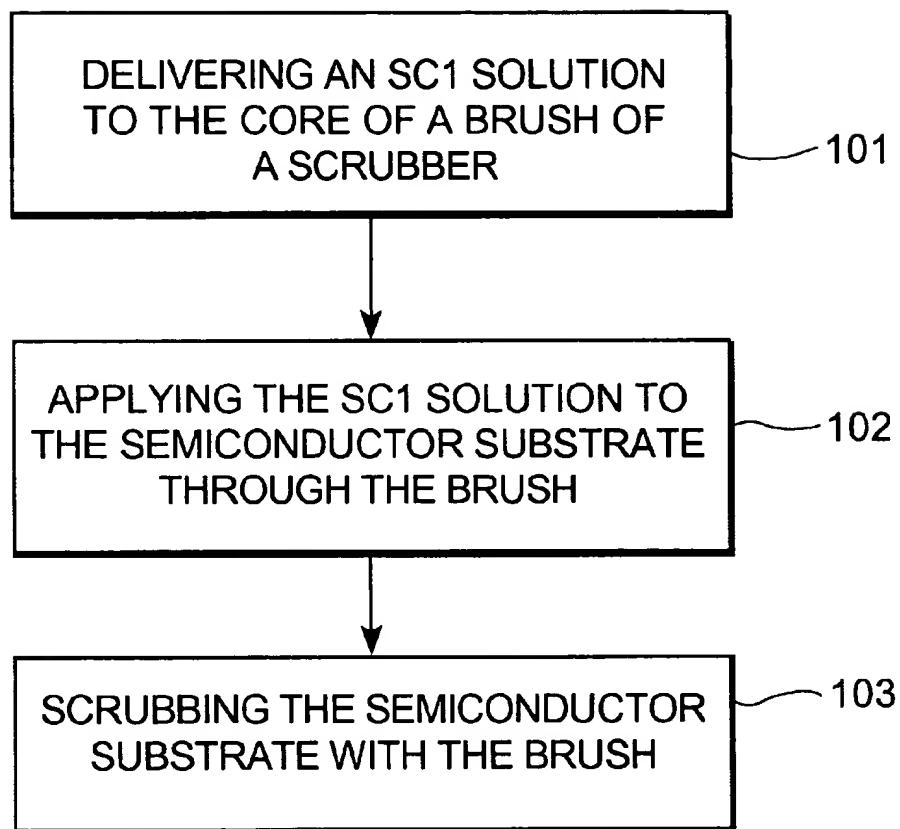 DELIVERING AN SC1 SOLUTION
TO THE CORE OF A BRUSH OF
A SCRUBBER
101
APPLYING THE SC1 SOLUTION TO
THE SEMICONDUCTOR SUBSTRATE
THROUGH THE BRUSH
102
SCRUBBING THE SEMICONDUCTOR
SUBSTRATE WITH THE BRUSH
103